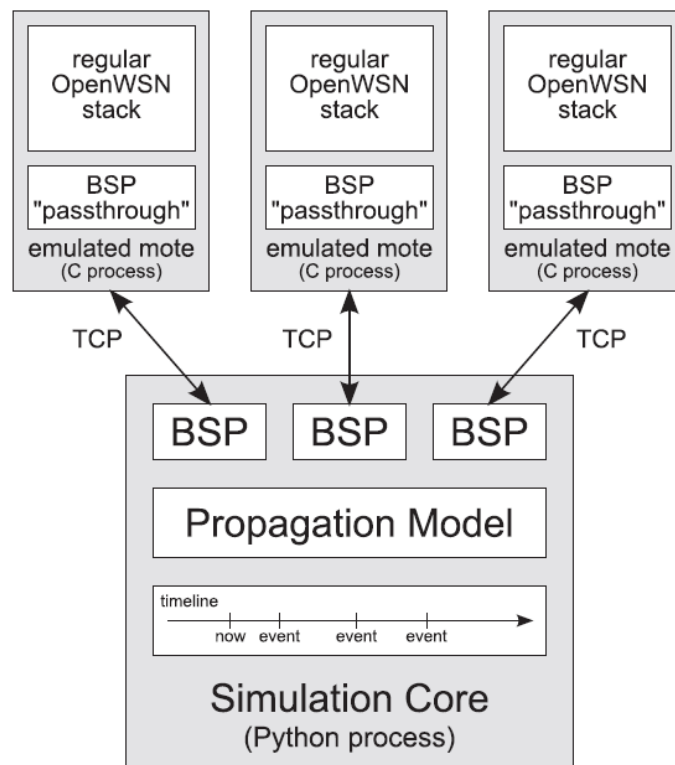 regular
OpenWSN
stack
BSP
"passthrough"
emulated mote
(C process)
regular
OpenWSN
stack
BSP
"passthrough"
emulated mote
(C process)
regular
OpenWSN
stack
BSP
"passthrough"
emulated mote
(C process)
TCP
TCP
TCP
BSP
BSP
BSP
Propagation Model
timeline
now event event event
Simulation Core
(Python process)